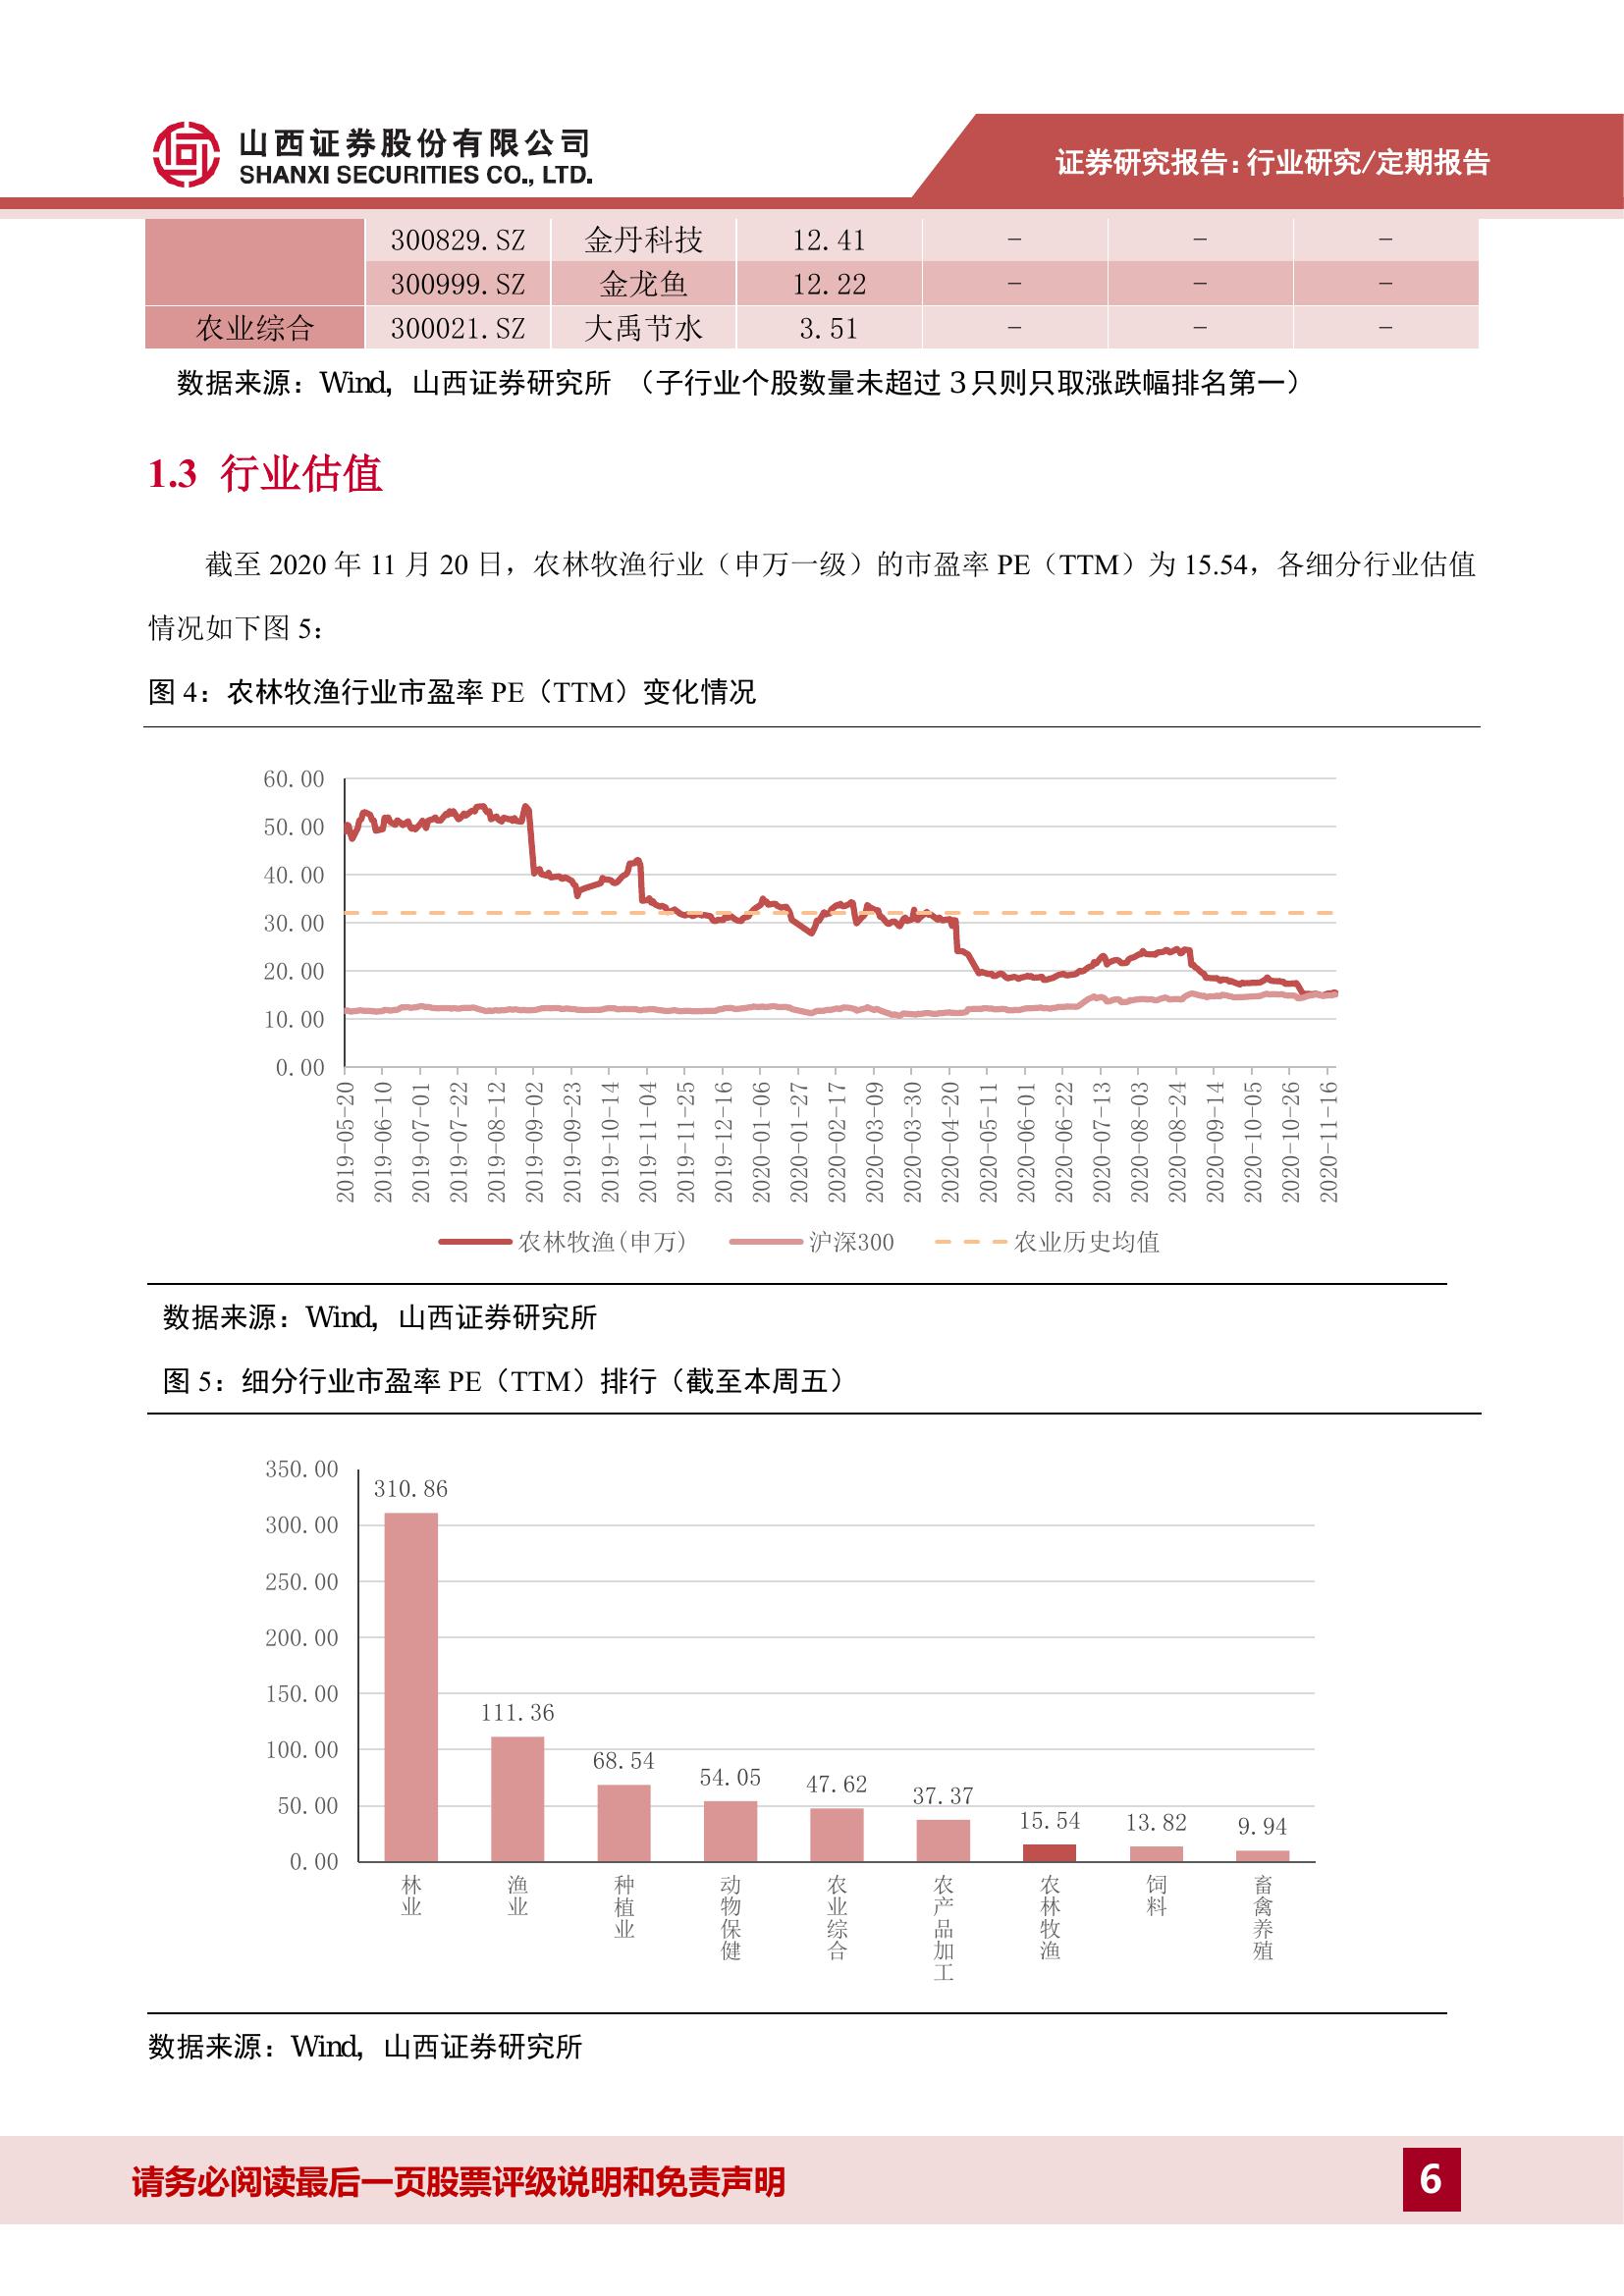 山西证券股份有限公司
SHANXI SECURITIES CO., LTD.
证券研究报告：行业研究/定期报告
300829.SZ 金丹科技 12.41 - - -
300999.SZ 金龙鱼 12.22 - - -
农业综合 300021.SZ 大禹节水 3.51 - - -
数据来源：Wind，山西证券研究所 （子行业个股数量未超过 3 只则只取涨跌幅排名第一）
1.3 行业估值
截至 2020 年 11 月 20 日，农林牧渔行业（申万一级）的市盈率 PE（TTM）为 15.54，各细分行业估值
情况如下图 5：
图 4：农林牧渔行业市盈率 PE（TTM）变化情况
60.00
50.00
40.00
30.00
20.00
10.00
0.00
2019-05-20 2019-06-10 2019-07-01 2019-07-22 2019-08-12 2019-09-02 2019-09-23 2019-10-14 2019-11-04 2019-11-25 2019-12-16 2020-01-06 2020-01-27 2020-02-17 2020-03-09 2020-03-30 2020-04-20 2020-05-11 2020-06-01 2020-06-22 2020-07-13 2020-08-03 2020-08-24 2020-09-14 2020-10-05 2020-10-26 2020-11-16
农林牧渔(申万) 沪深300 农业历史均值
数据来源：Wind，山西证券研究所
图 5：细分行业市盈率 PE（TTM）排行（截至本周五）
350.00
300.00
250.00
200.00
150.00
100.00
50.00
0.00
310.86 111.36 68.54 54.05 47.62 37.37 15.54 13.82 9.94
林业 渔业 种植业 动物保健 农业综合 农产品加工 农林牧渔 饲料 畜禽养殖
数据来源：Wind，山西证券研究所
请务必阅读最后一页股票评级说明和免责声明
6